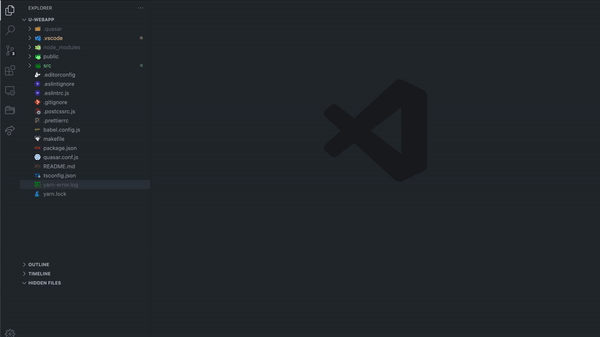 EXPLORER
U-WEBAPP
.quasar
.vscode
node_modules
public
src
.editorconfig
.eslintignore
.eslintrc.js
.gitignore
.postcssrc.js
.prettierrc
babel.config.js
makefile
package.json
quasar.conf.js
README.md
tsconfig.json
yarn-error.log
yarn.lock
OUTLINE
TIMELINE
HIDDEN FILES